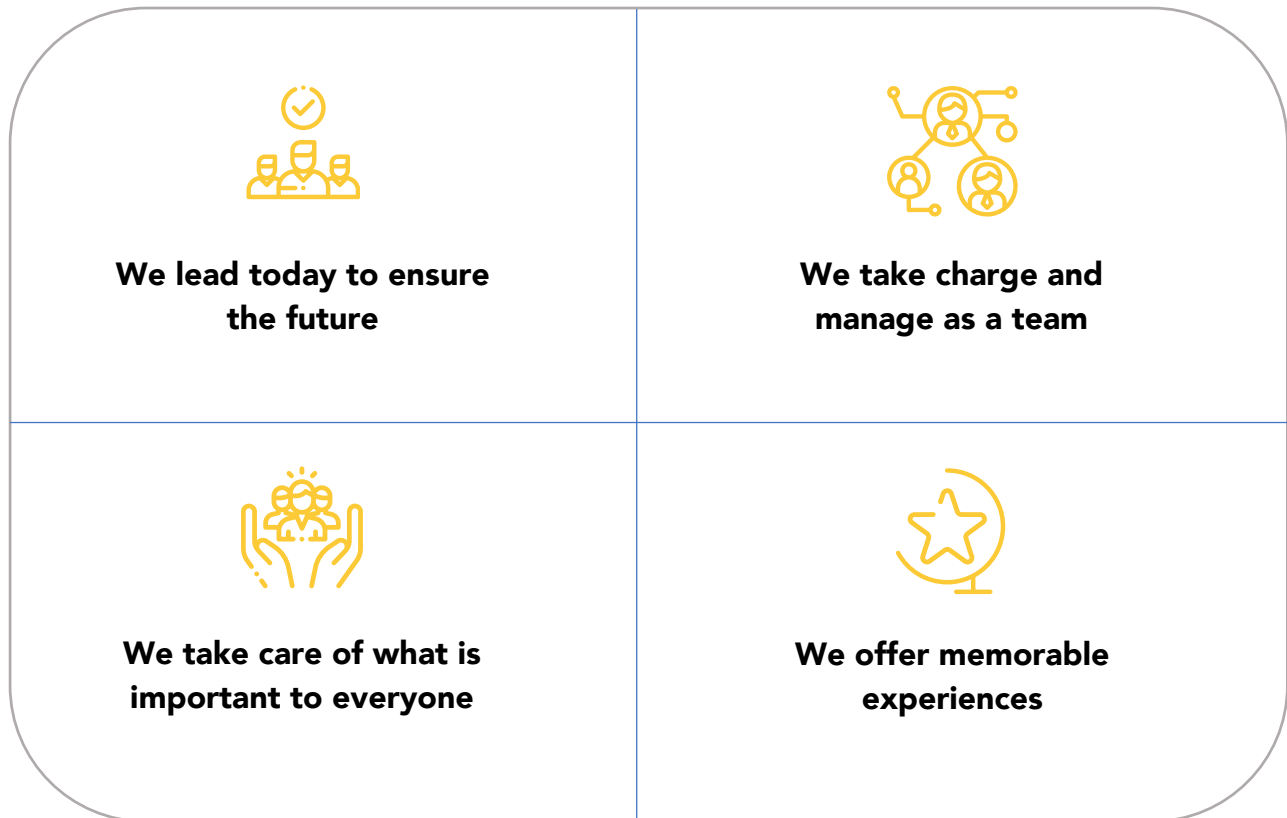 We lead today to ensure
the future
We take charge and
manage as a team
We take care of what is
important to everyone
We offer memorable
experiences